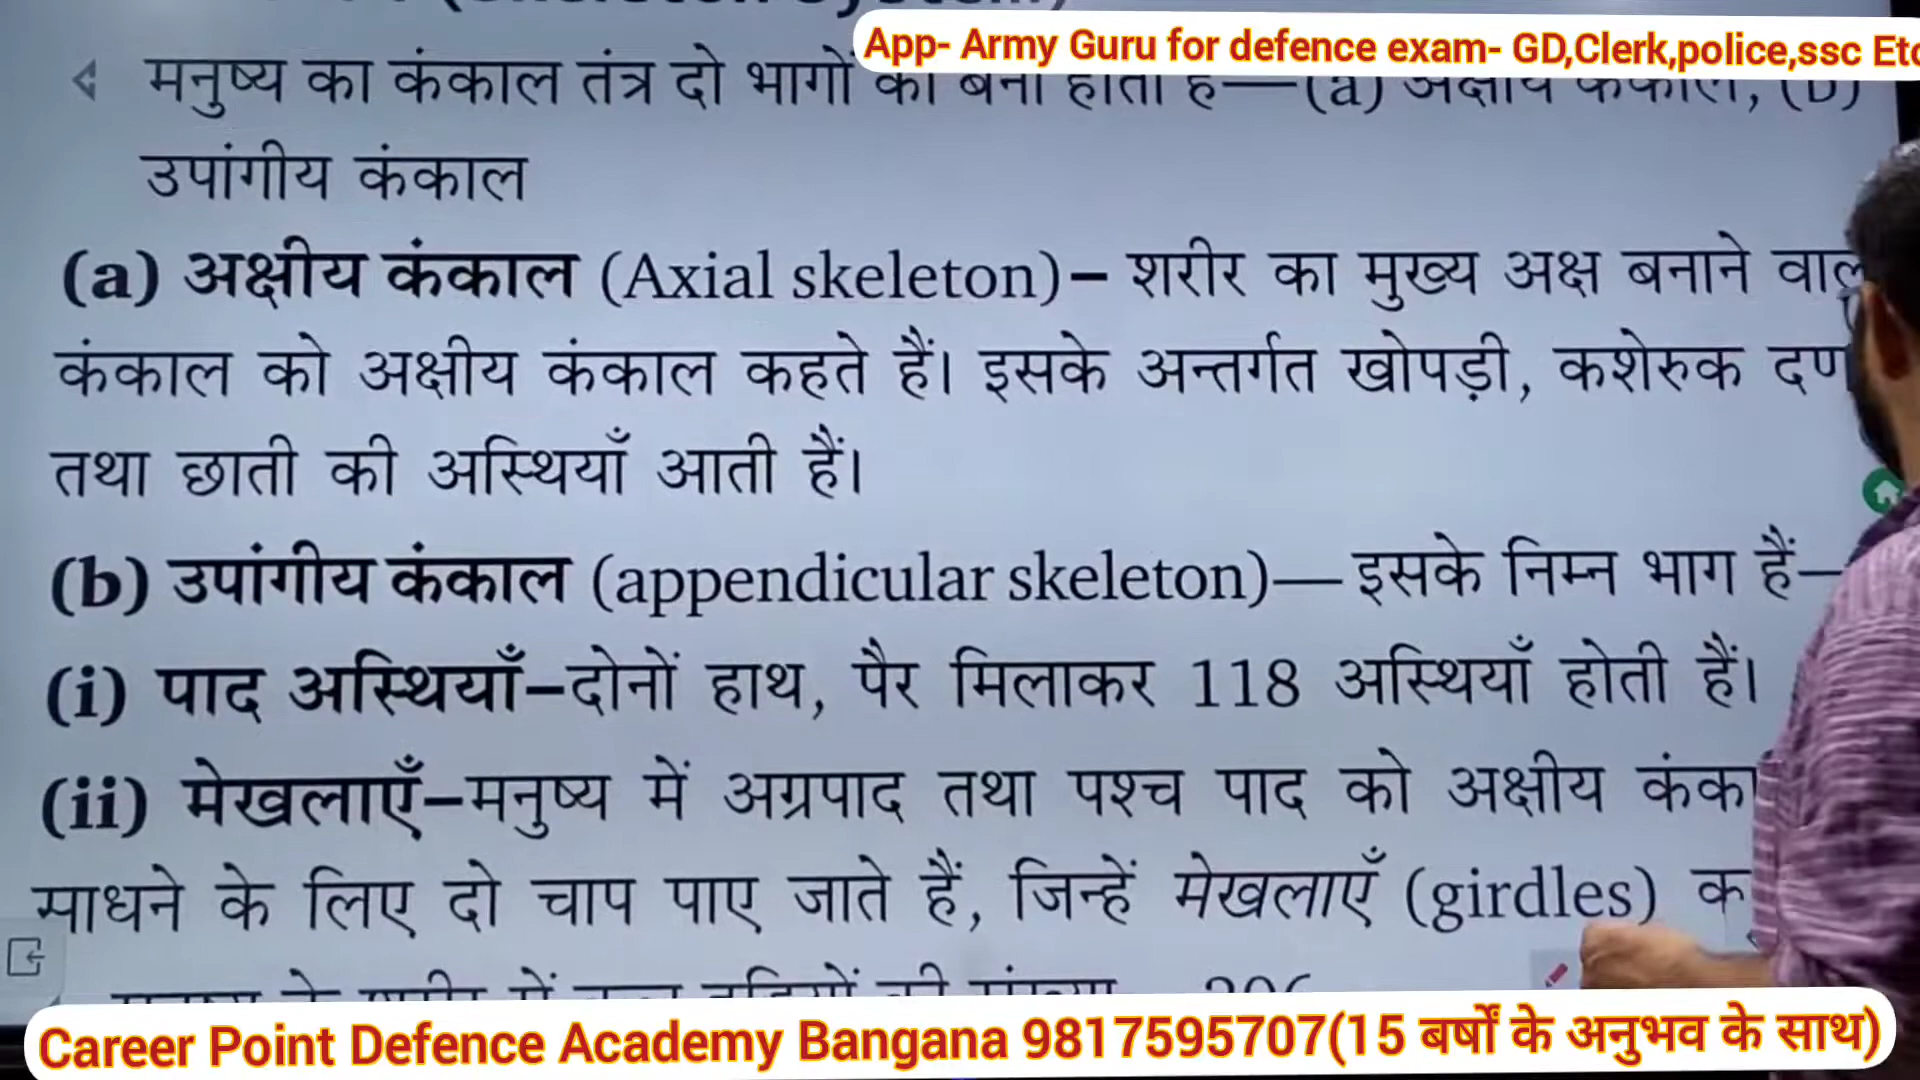 App- Army Guru for defence exam- GD,Clerk,police,ssc Etc
मनुष्य का कंकाल तंत्र दो भागों का बना होता है—(a) अक्षीय कंकाल, (b)
उपांगीय कंकाल
(a) अक्षीय कंकाल (Axial skeleton)– शरीर का मुख्य अक्ष बनाने
कंकाल को अक्षीय कंकाल कहते हैं। इसके अन्तर्गत खोपड़ी, कशेरुक
तथा छाती की अस्थियाँ आती हैं।
(b) उपांगीय कंकाल (appendicular skeleton)—इसके निम्न भाग हैं—
(i) पाद अस्थियाँ–दोनों हाथ, पैर मिलाकर 118 अस्थियाँ होती हैं।
(ii) मेखलाएँ–मनुष्य में अग्रपाद तथा पश्च पाद को अक्षीय
साधने के लिए दो चाप पाए जाते हैं, जिन्हें मेखलाएँ (girdles)
Career Point Defence Academy Bangana 9817595707(15 बर्षों के अनुभव के साथ)